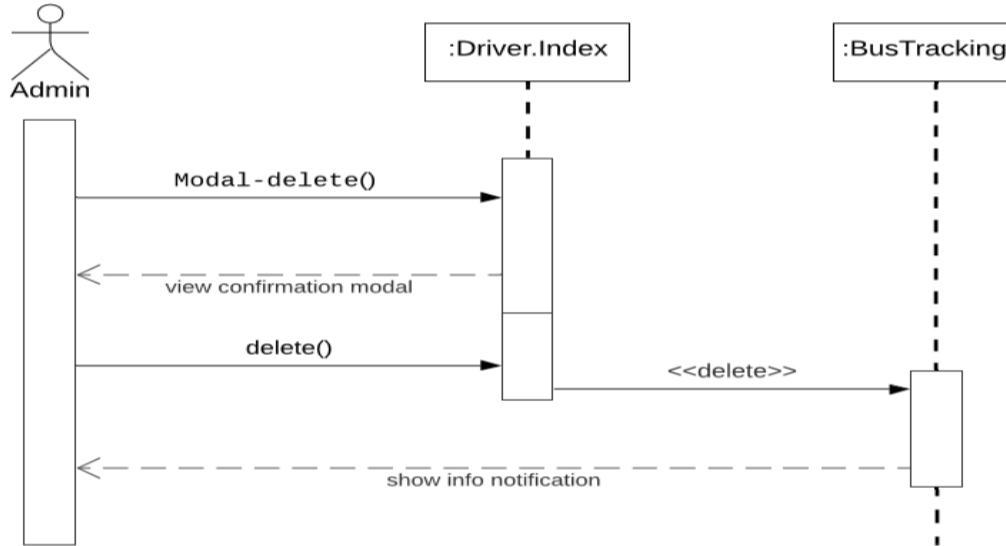 :Driver.Index
:BusTracking
Admin
Modal-delete()
view confirmation modal
delete()
<<delete>>
show info notification